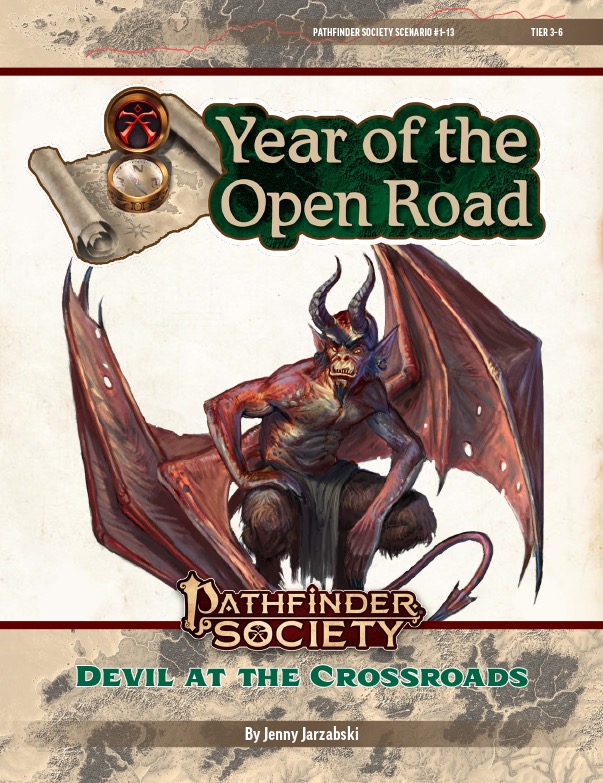 PATHFINDER SOCIETY SCENARIO #1-13 TIER 3-6
Year of the
Open Road
PATHFINDER
SOCIETY
DEVIL AT THE CROSSROADS
By Jenny Jarzabski